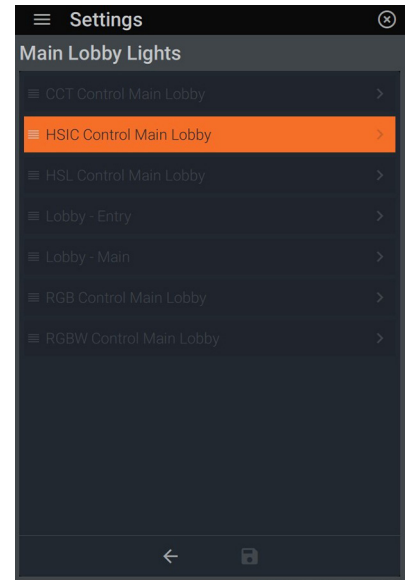 Settings
Main Lobby Lights
CCT Control Main Lobby
HSIC Control Main Lobby
HSL Control Main Lobby
Lobby - Entry
Lobby - Main
RGB Control Main Lobby
RGBW Control Main Lobby